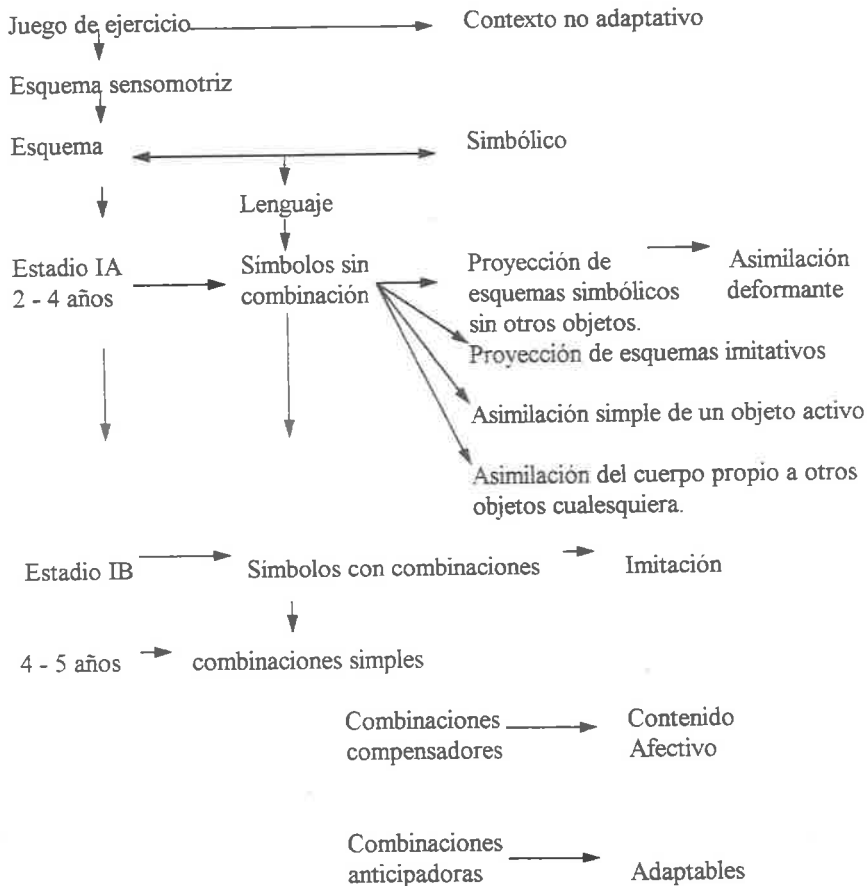 Juego de ejercicio Contexto no adaptativo
Esquema sensomotriz
Esquema Simbólico
Lenguaje
Estadio IA Símbolos sin Proyección de Asimilación
2 - 4 años combinación esquemas simbólicos deformante
sin otros objetos.
Proyección de esquemas imitativos
Asimilación simple de un objeto activo
Asimilación del cuerpo propio a otros
objetos cualesquiera.
Estadio IB Simbolos con combinaciones Imitación
4 - 5 años combinaciones simples
Combinaciones Contenido
compensadores Afectivo
Combinaciones
anticipadoras Adaptables